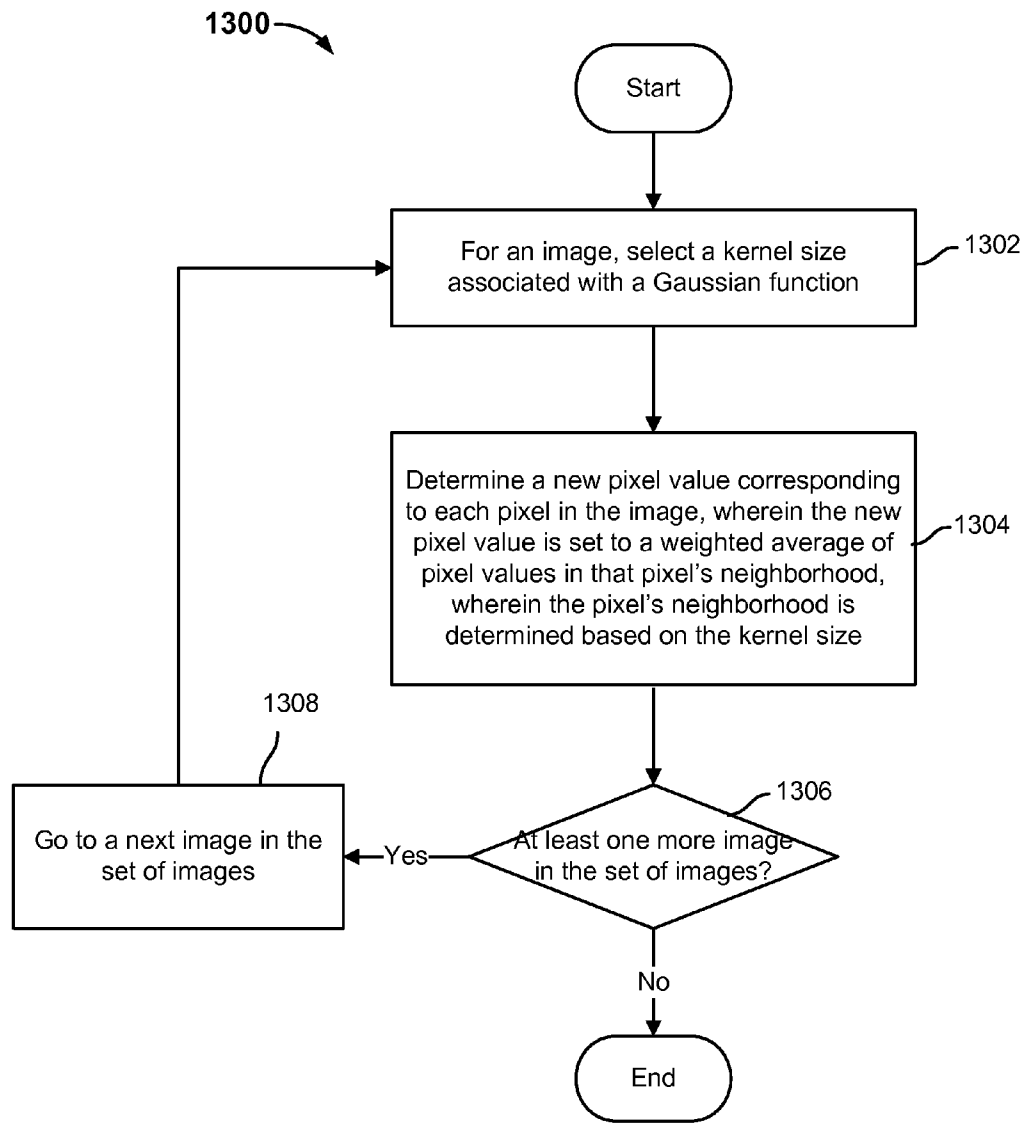 1300
Start
For an image, select a kernel size
associated with a Gaussian function
1302
Determine a new pixel value corresponding
to each pixel in the image, wherein the new
pixel value is set to a weighted average of
pixel values in that pixel's neighborhood,
wherein the pixel's neighborhood is
determined based on the kernel size
1304
1308
Go to a next image in the
set of images
1306
At least one more image
in the set of images?
Yes
No
End